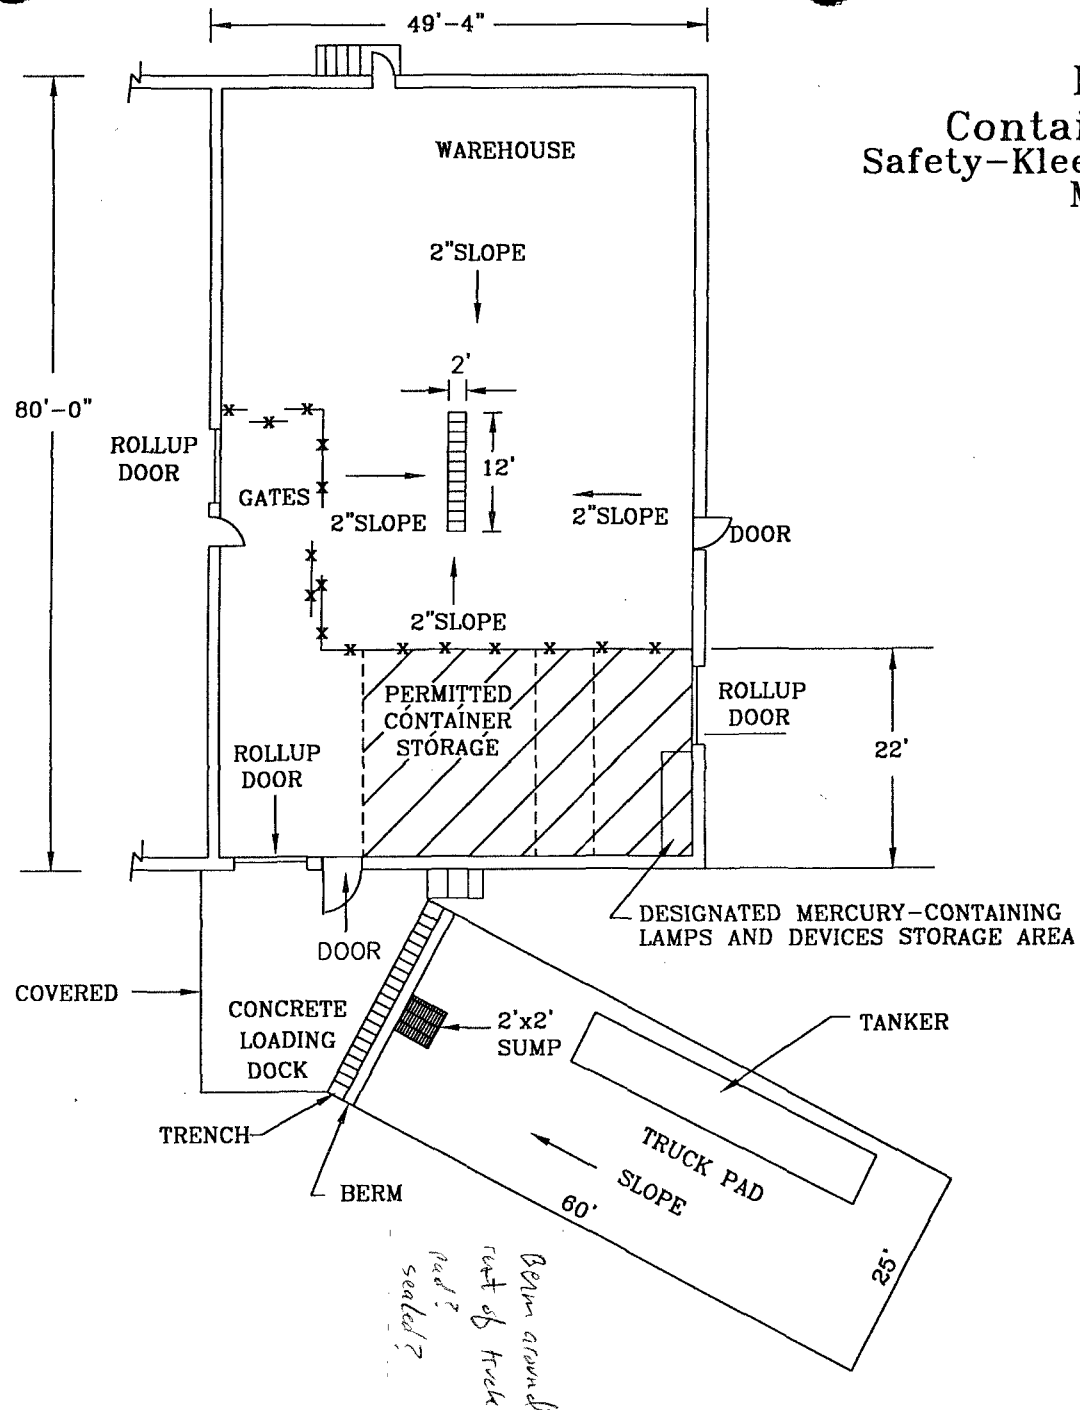 49'-4"
Contai
Safety-Klee
WAREHOUSE
2"SLOPE
2'
80'-0"
ROLLUP
DOOR
12'
GATES
2"SLOPE
2"SLOPE
DOOR
2"SLOPE
PERMITTED
CONTAINER
STORAGE
ROLLUP
DOOR
22'
ROLLUP
DOOR
DESIGNATED MERCURY-CONTAINING
LAMPS AND DEVICES STORAGE AREA
DOOR
COVERED
CONCRETE
LOADING
DOCK
2'x2'
SUMP
TANKER
TRENCH
TRUCK PAD
SLOPE
BERM
60'
25'
Berm around
rest of truck
pad?
sealed?